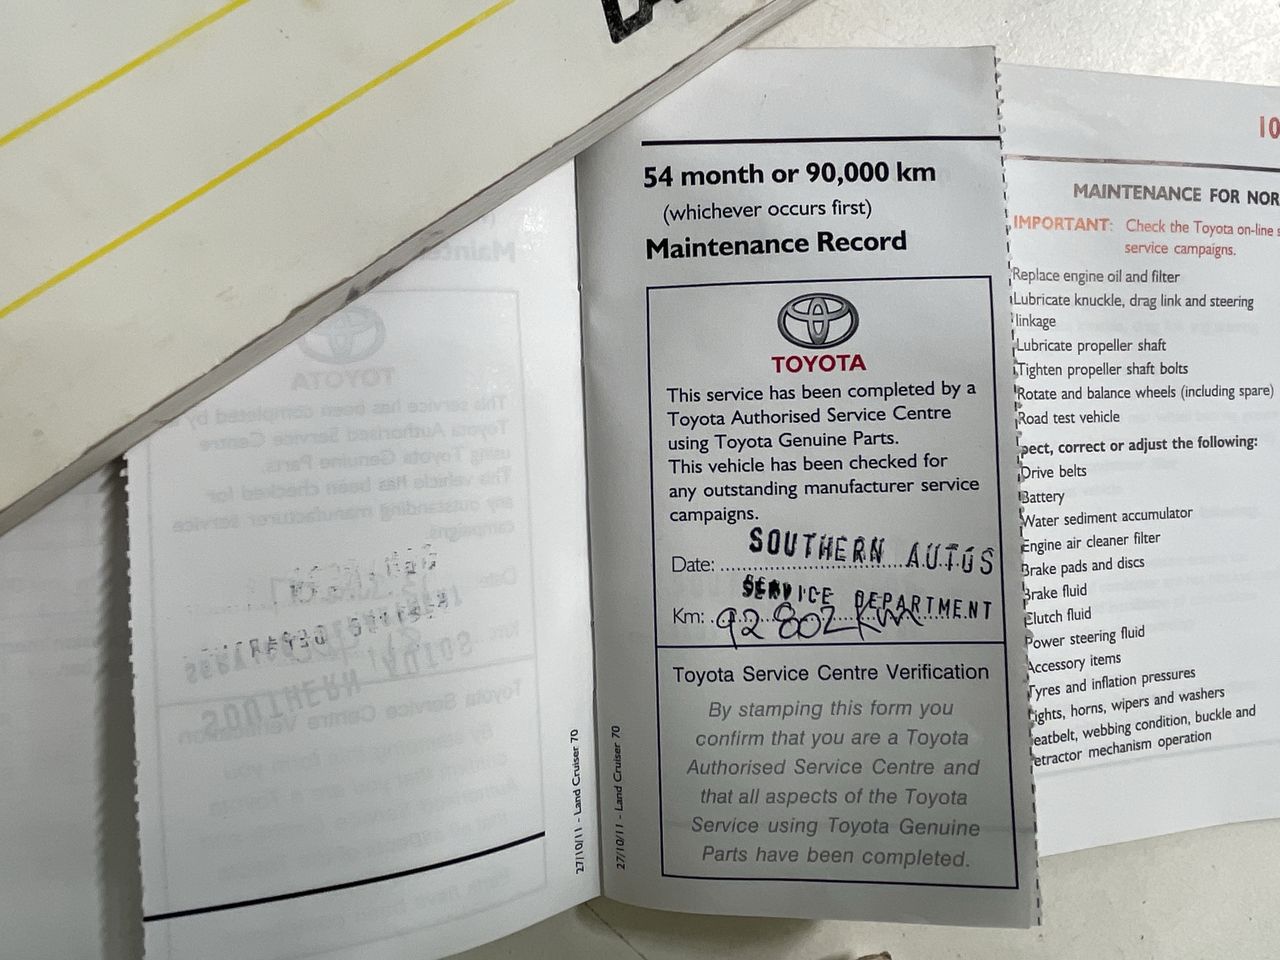 54 month or 90,000 km
(whichever occurs first)
Maintenance Record
TOYOTA
This service has been completed by a
Toyota Authorised Service Centre
using Toyota Genuine Parts.
This vehicle has been checked for
any outstanding manufacturer service
campaigns.
SOUTHERN AUTOS
Date:
SERVICE DEPARTMENT
Km: 92 802 km
Toyota Service Centre Verification
By stamping this form you
confirm that you are a Toyota
Authorised Service Centre and
that all aspects of the Toyota
Service using Toyota Genuine
Parts have been completed.
27/10/11 - Land Cruiser 70
27/10/11 - Land Cruiser 70
10
MAINTENANCE FOR NOR
IMPORTANT: Check the Toyota on-line s
service campaigns.
Replace engine oil and filter
Lubricate knuckle, drag link and steering
linkage
Lubricate propeller shaft
Tighten propeller shaft bolts
Rotate and balance wheels (including spare)
Road test vehicle
pect, correct or adjust the following:
Drive belts
Battery
Water sediment accumulator
Engine air cleaner filter
Brake pads and discs
Brake fluid
Clutch fluid
Power steering fluid
Accessory items
Tyres and inflation pressures
ights, horns, wipers and washers
eatbelt, webbing condition, buckle and
etractor mechanism operation